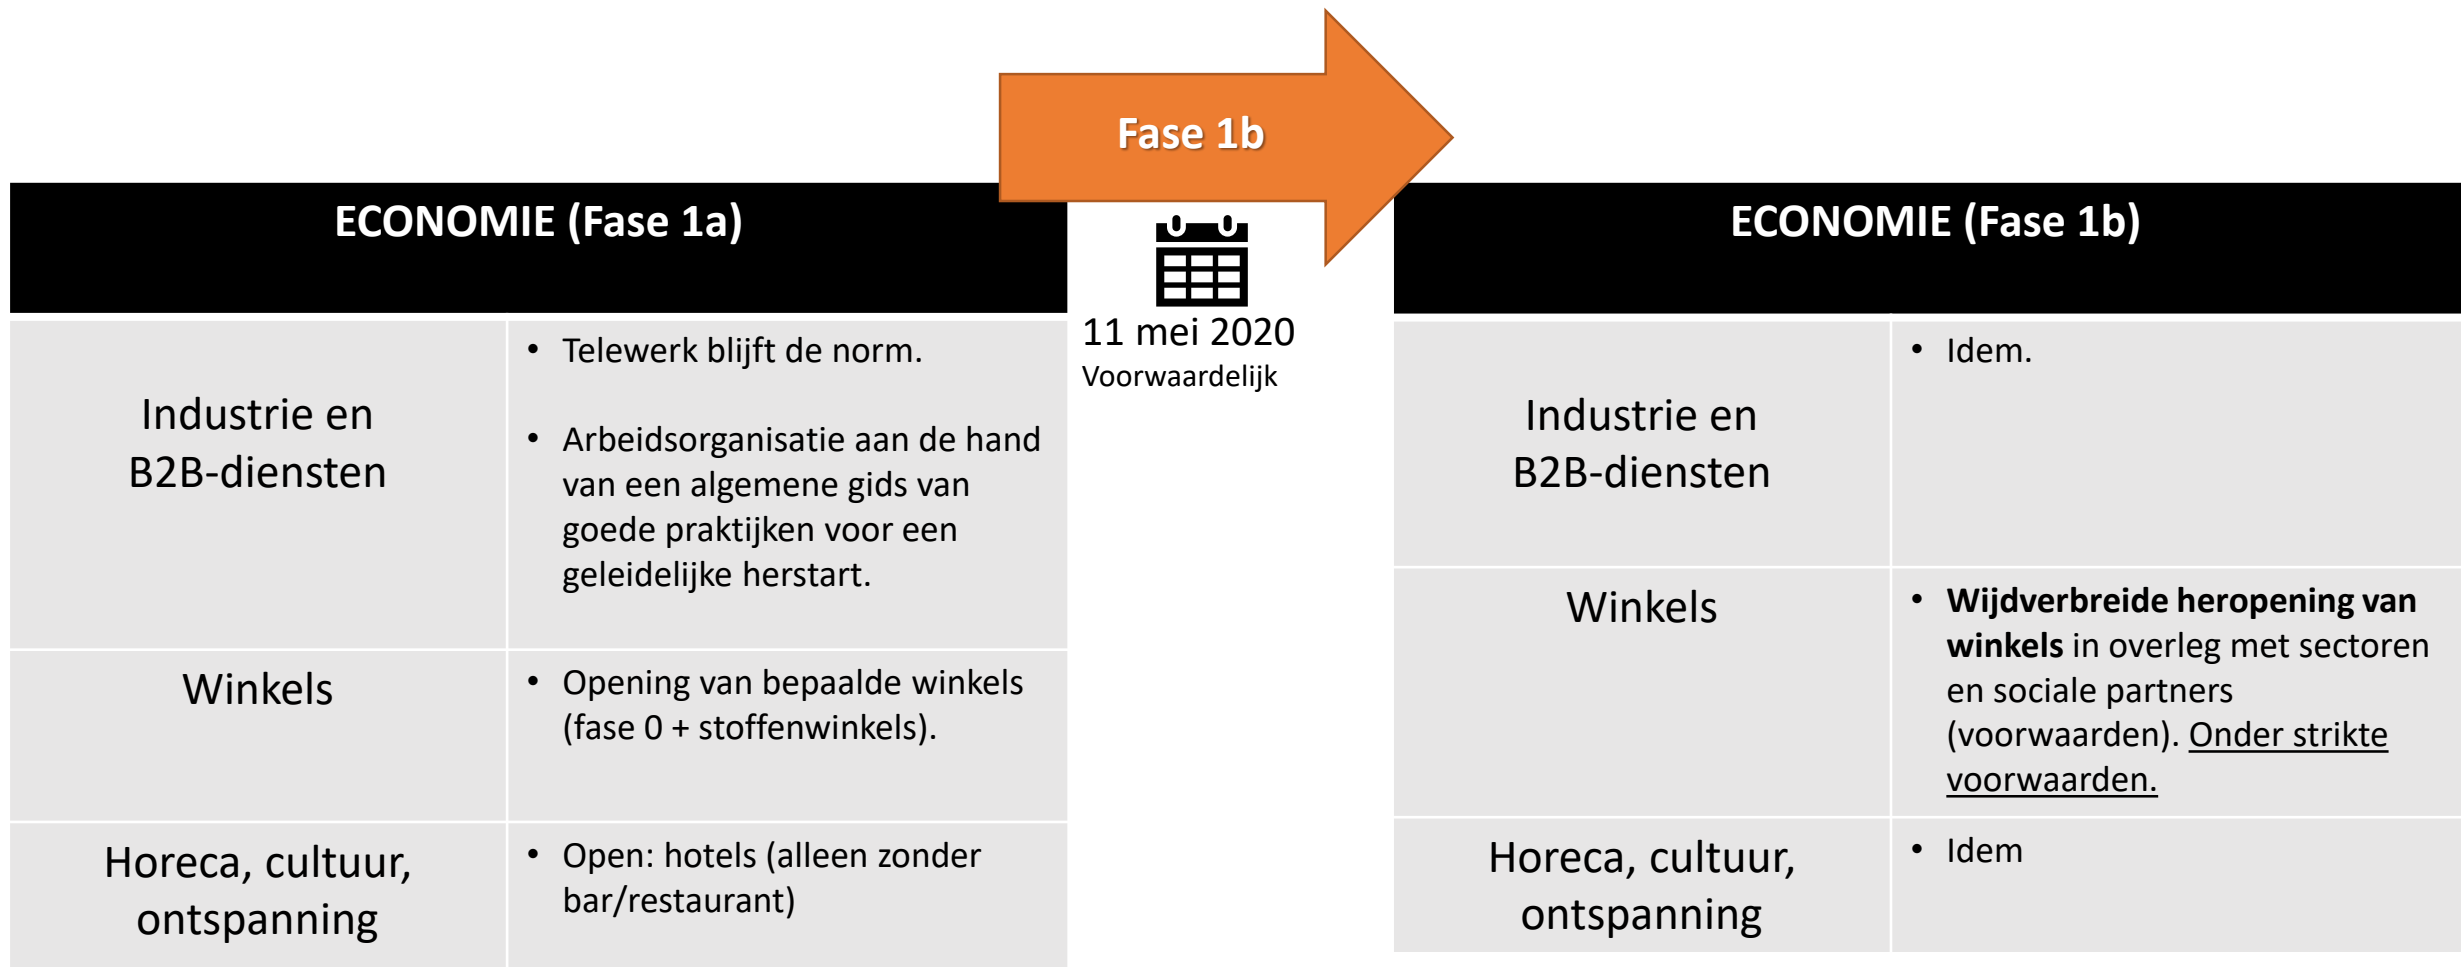 Fase 1b
ECONOMIE (Fase 1a)
Industrie en
B2B-diensten
• Telewerk blijft de norm.
• Arbeidsorganisatie aan de hand
van een algemene gids van
goede praktijken voor een
geleidelijke herstart.
Winkels
• Opening van bepaalde winkels
(fase 0 + stoffenwinkels).
Horeca, cultuur,
ontspanning
• Open: hotels (alleen zonder
bar/restaurant)
11 mei 2020
Voorwaardelijk
ECONOMIE (Fase 1b)
Industrie en
B2B-diensten
• Idem.
Winkels
• Wijdverbreide heropening van
winkels in overleg met sectoren
en sociale partners
(voorwaarden). Onder strikte
voorwaarden.
Horeca, cultuur,
ontspanning
• Idem